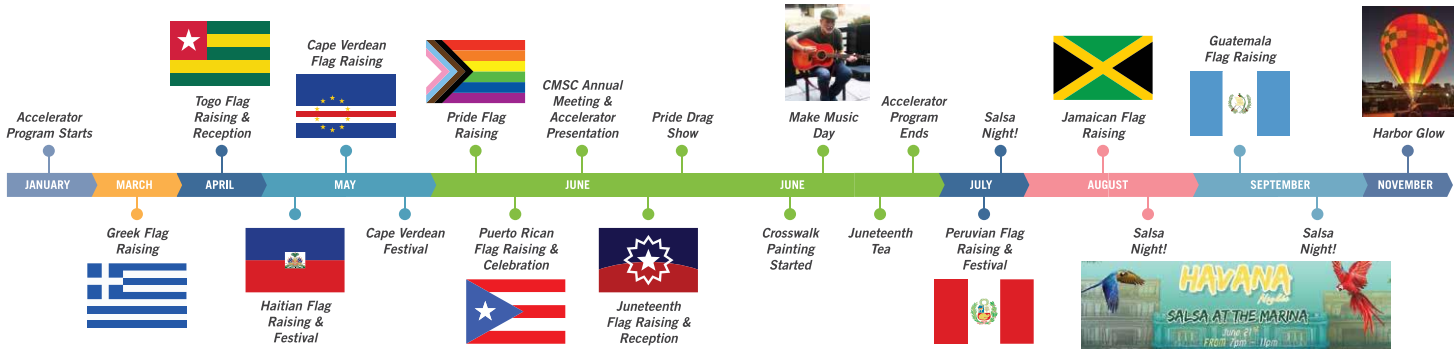 Accelerator
Program Starts
Togo Flag
Raising &
Reception
Cape Verdean
Flag Raising
Pride Flag
Raising
CMSC Annual
Meeting &
Accelerator
Presentation
Pride Drag
Show
Make Music
Day
Accelerator
Program
Ends
Salsa
Night!
Jamaican Flag
Raising
Guatemala
Flag Raising
Harbor Glow
JANUARY
MARCH
APRIL
MAY
JUNE
JUNE
JULY
AUGUST
SEPTEMBER
NOVEMBER
Greek Flag
Raising
Haitian Flag
Raising &
Festival
Cape Verdean
Festival
Puerto Rican
Flag Raising &
Celebration
Juneteenth
Flag Raising &
Reception
Crosswalk
Painting
Started
Juneteenth
Tea
Peruvian Flag
Raising &
Festival
Salsa
Night!
Salsa
Night!
HAVANA
Nights
SALSA AT THE MARINA
June 21st
FROM 7pm - 11pm